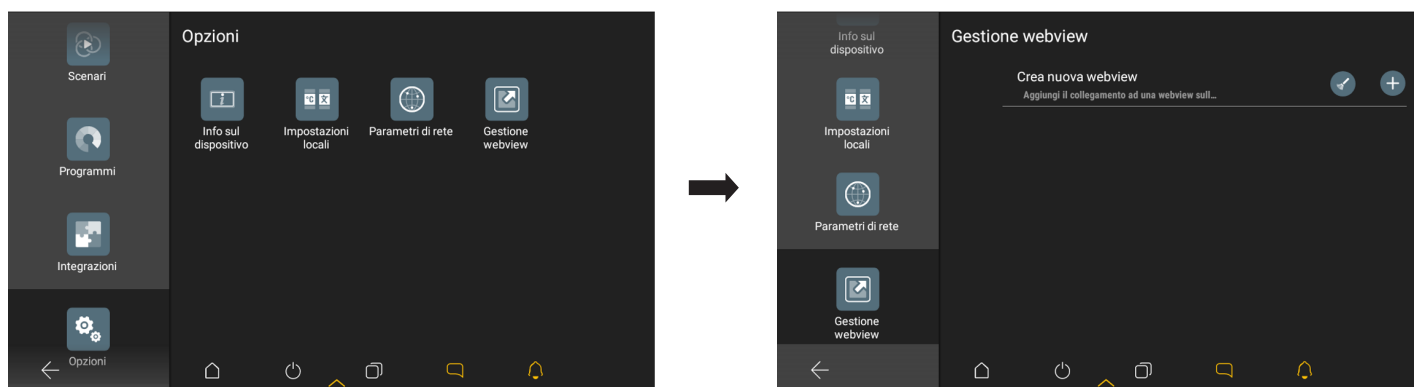 Opzioni
Scenari
Programmi
Integrazioni
Opzioni
Info sul
dispositivo
Impostazioni
locali
Parametri di rete
Gestione
webview
Gestione webview
Info sul
dispositivo
Impostazioni
locali
Parametri di rete
Gestione
webview
Crea nuova webview
Aggiungi il collegamento ad una webview sull...